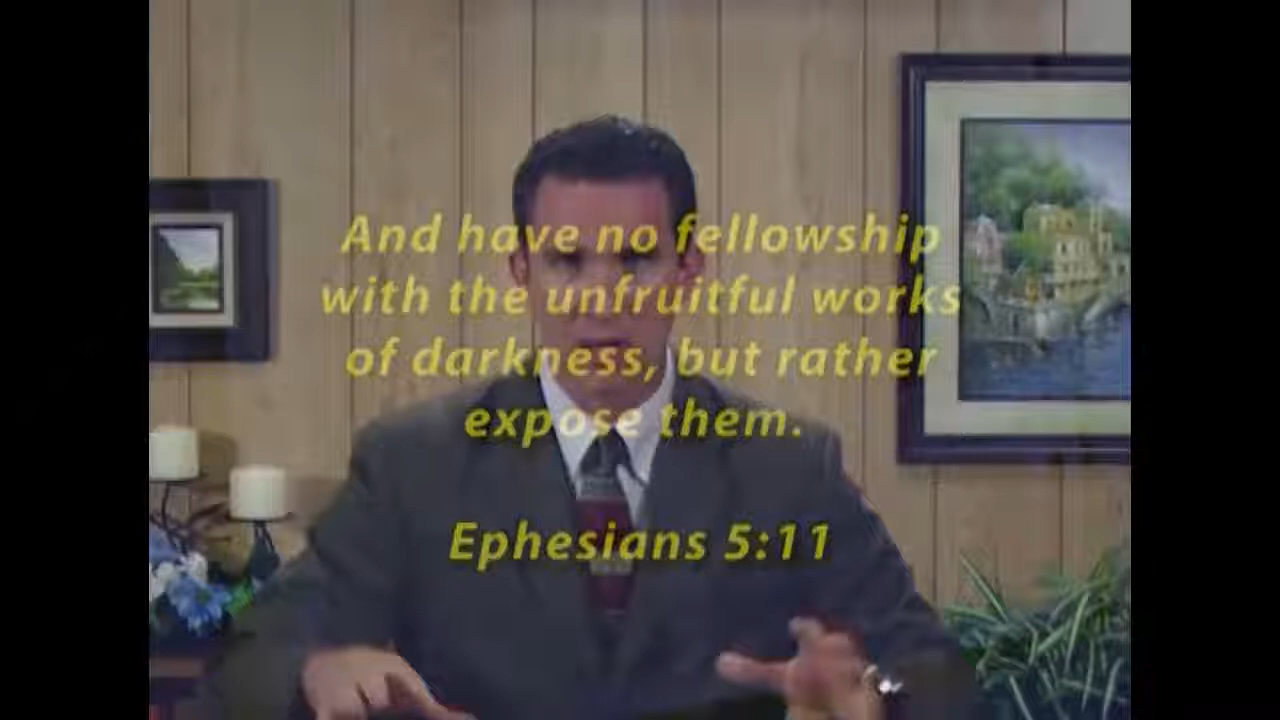 And have no fellowship
with the unfruitful works
of darkness, but rather
expose them.
Ephesians 5:11